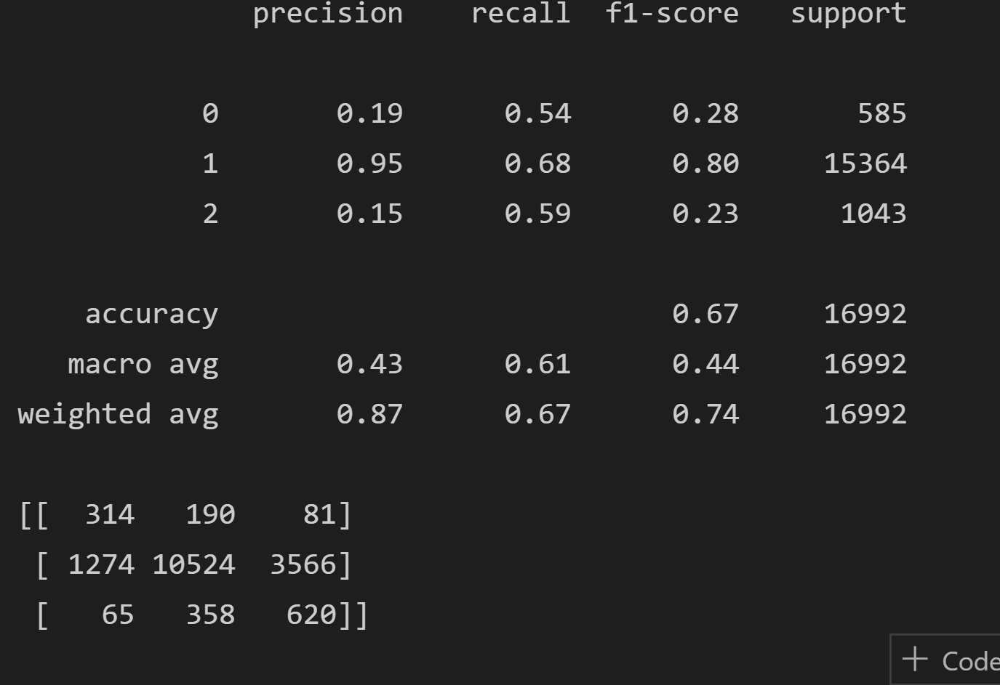 precision recall f1-score support
0 0.19 0.54 0.28 585
1 0.95 0.68 0.80 15364
2 0.15 0.59 0.23 1043
accuracy 0.67 16992
macro avg 0.43 0.61 0.44 16992
weighted avg 0.87 0.67 0.74 16992
[[ 314 190 81]
[ 1274 10524 3566]
[ 65 358 620]]
+ Code